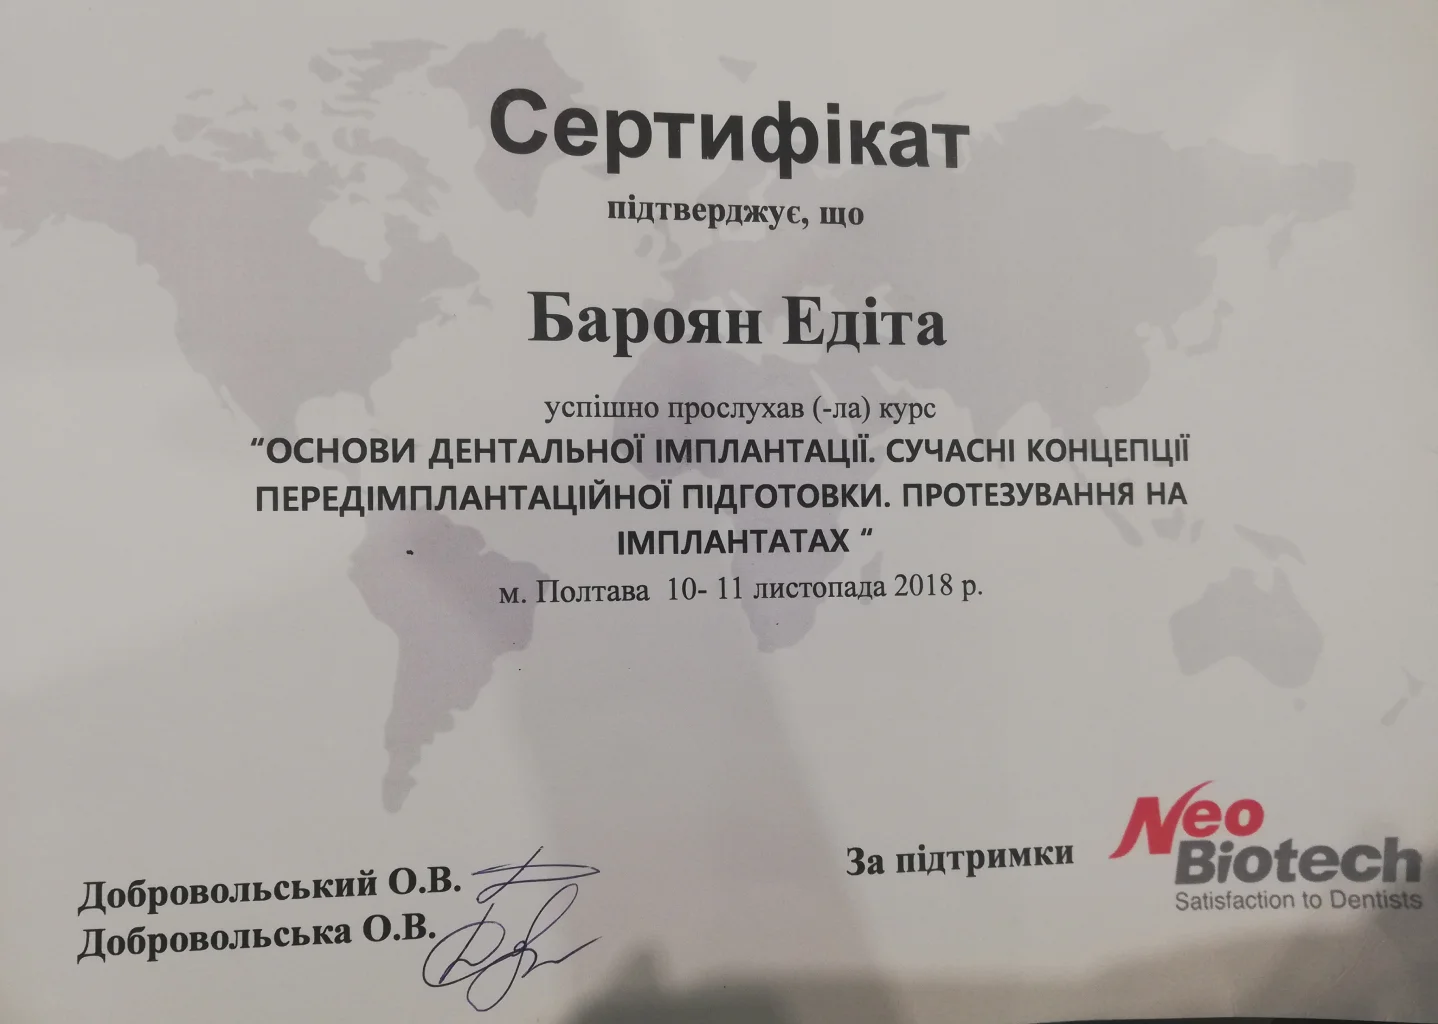 Сертифікат
підтверджує, що
Бароян Едіта
успішно прослухав (-ла) курс
“ОСНОВИ ДЕНТАЛЬНОЇ ІМПЛАНТАЦІЇ. СУЧАСНІ КОНЦЕПЦІЇ
ПЕРЕДІМПЛАНТАЦІЙНОЇ ПІДГОТОВКИ. ПРОТЕЗУВАННЯ НА
ІМПЛАНТАТАХ “
м. Полтава 10- 11 листопада 2018 р.
Добровольський О.В.
Добровольська О.В.
За підтримки
Neo
Biotech
Satisfaction to Dentists